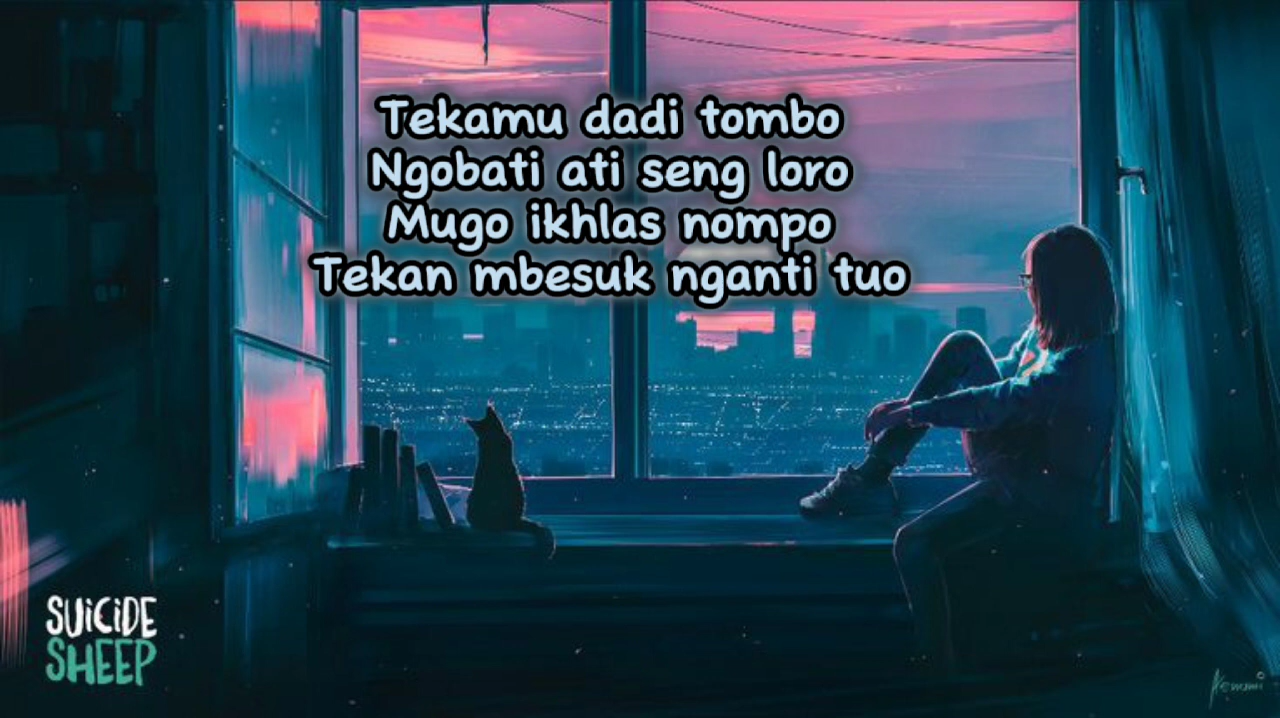 Tekamu dadi tombo
Ngobati ati seng loro
Mugo ikhlas nompo
Tekan mbesuk nganti tuo
SUiCiDE
SHEEP